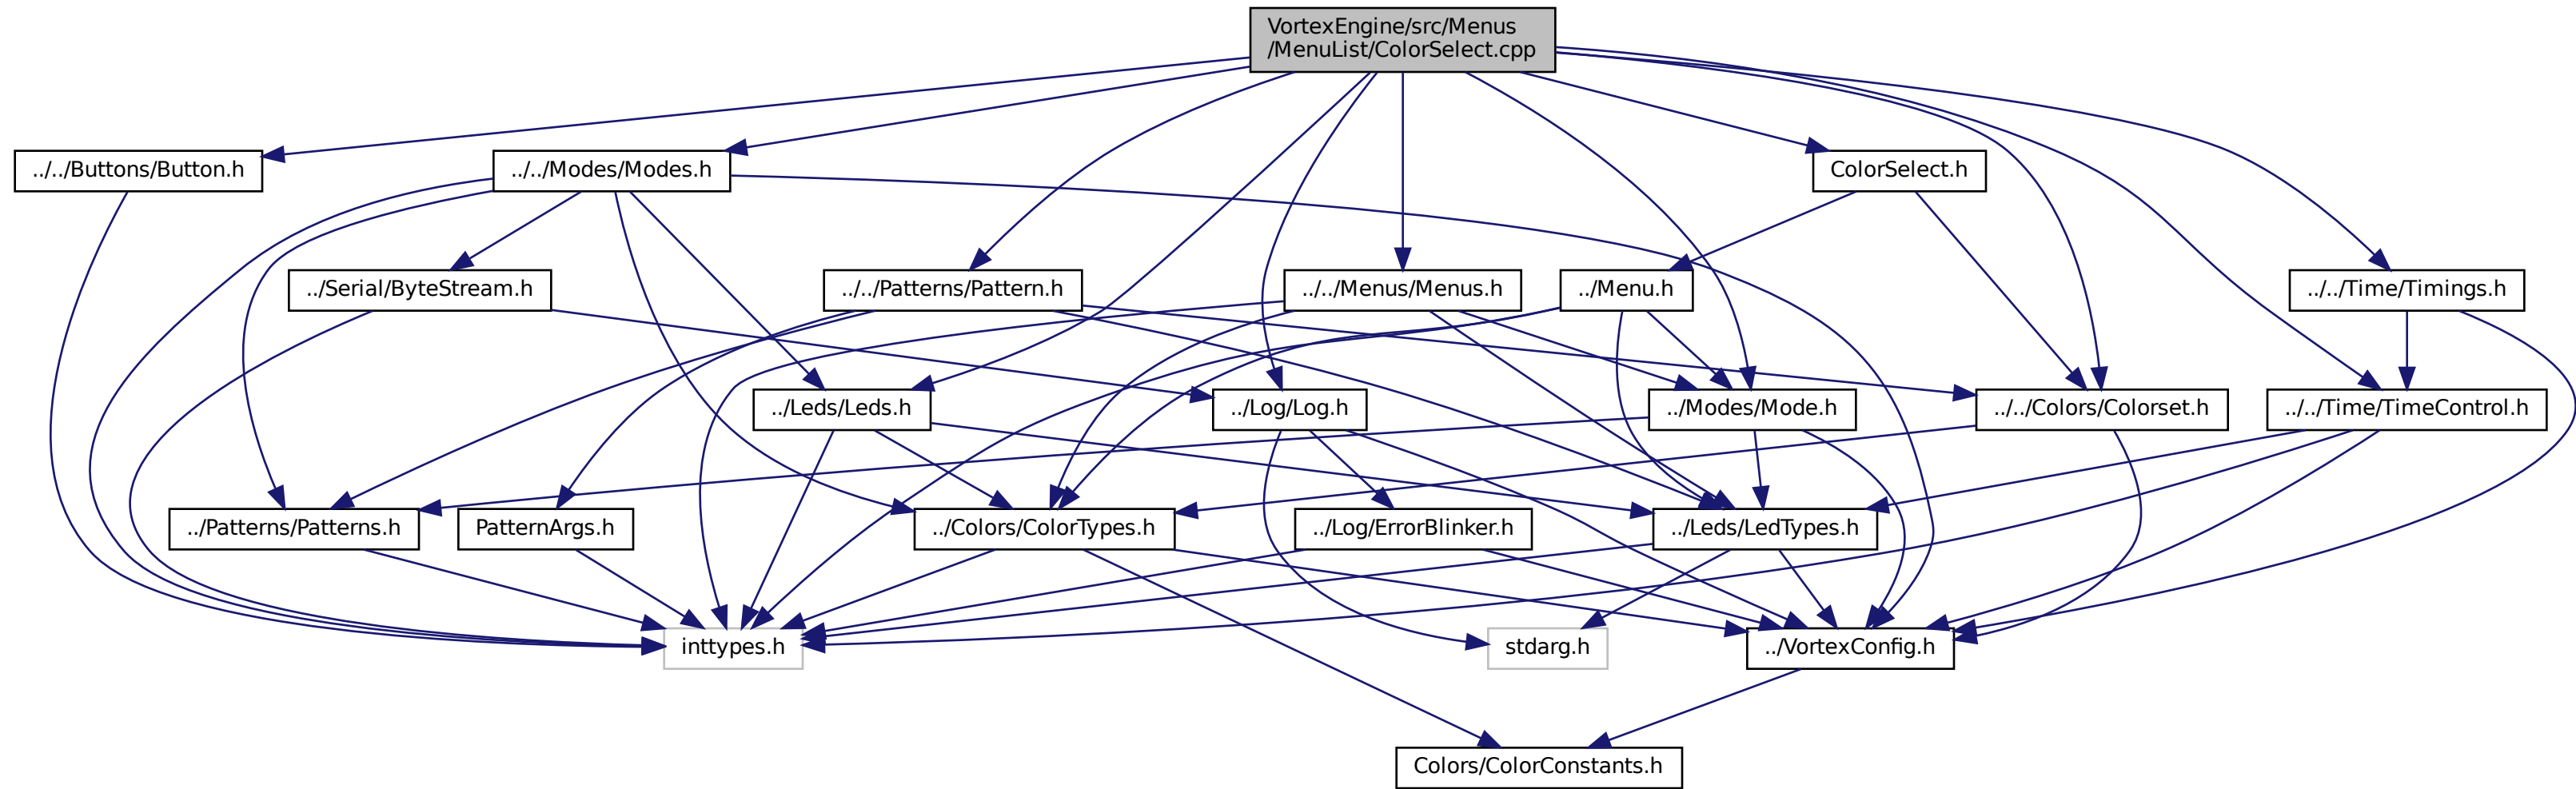 VortexEngine/src/Menus
/MenuList/ColorSelect.cpp
../../Buttons/Button.h
../../Modes/Modes.h
ColorSelect.h
../Serial/ByteStream.h
../../Patterns/Pattern.h
../../Menus/Menus.h
../Menu.h
../../Time/Timings.h
../Leds/Leds.h
../Log/Log.h
../Modes/Mode.h
../../Colors/Colorset.h
../../Time/TimeControl.h
../Patterns/Patterns.h
PatternArgs.h
../Colors/ColorTypes.h
../Log/ErrorBlinker.h
../Leds/LedTypes.h
inttypes.h
stdarg.h
../VortexConfig.h
Colors/ColorConstants.h